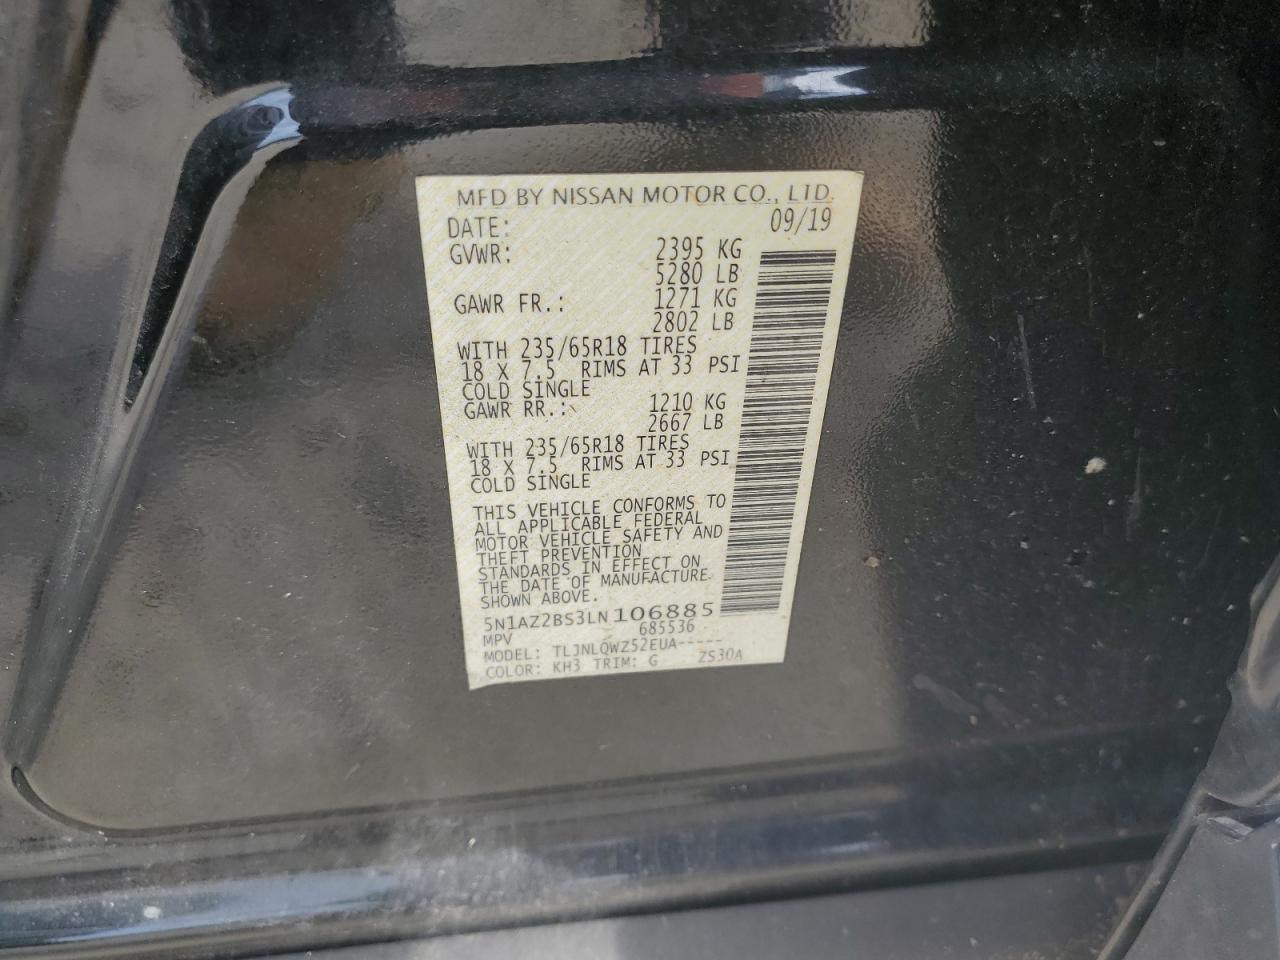 MFD BY NISSAN MOTOR CO., LTD.
DATE: 09/19
GVWR: 2395 KG
5280 LB
GAWR FR.: 1271 KG
2802 LB
WITH 235/65R18 TIRES
18 X 7.5 RIMS AT 33 PSI
COLD SINGLE
GAWR RR.: 1210 KG
2667 LB
WITH 235/65R18 TIRES
18 X 7.5 RIMS AT 33 PSI
COLD SINGLE
THIS VEHICLE CONFORMS TO
ALL APPLICABLE FEDERAL
MOTOR VEHICLE SAFETY AND
THEFT PREVENTION
STANDARDS IN EFFECT ON
THE DATE OF MANUFACTURE
SHOWN ABOVE.
5N1AZ2BS3LN106885
MPV 685536
MODEL: TLJNLQWZ52EUA-----
COLOR: KH3 TRIM: G ZS30A